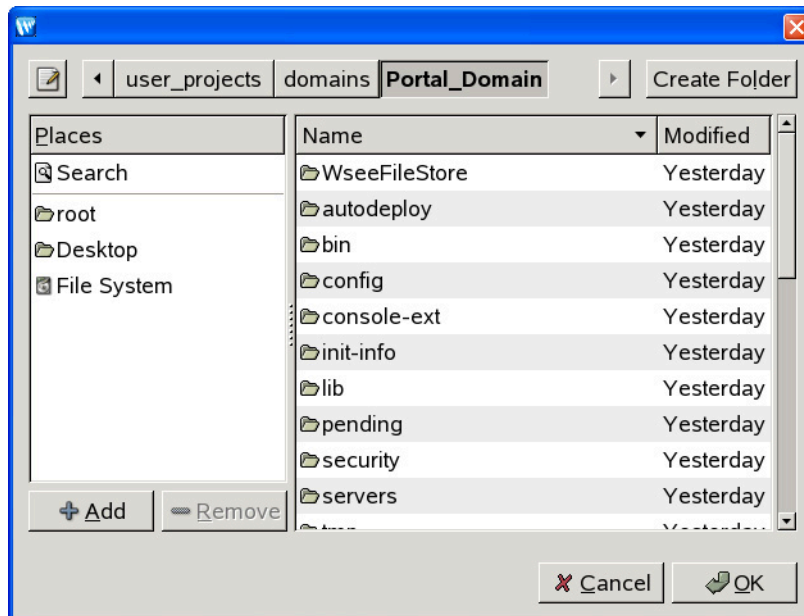 user_projects domains Portal_Domain Create Folder
Places Name Modified
Search WseeFileStore Yesterday
root autodeploy Yesterday
Desktop bin Yesterday
File System config Yesterday
console-ext Yesterday
init-info Yesterday
lib Yesterday
pending Yesterday
security Yesterday
servers Yesterday
Add Remove
Cancel OK